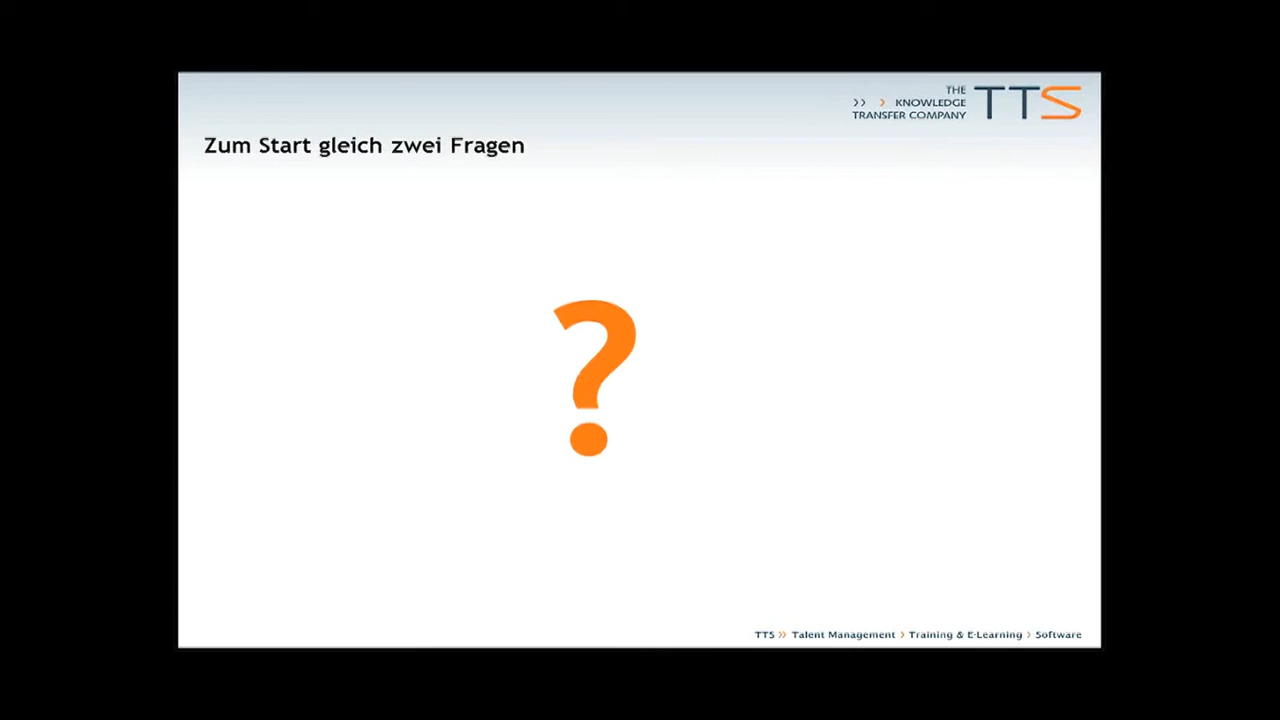 THE
›› › KNOWLEDGE
TRANSFER COMPANY
TTS
Zum Start gleich zwei Fragen
?
TTS ›› Talent Management › Training & E-Learning › Software